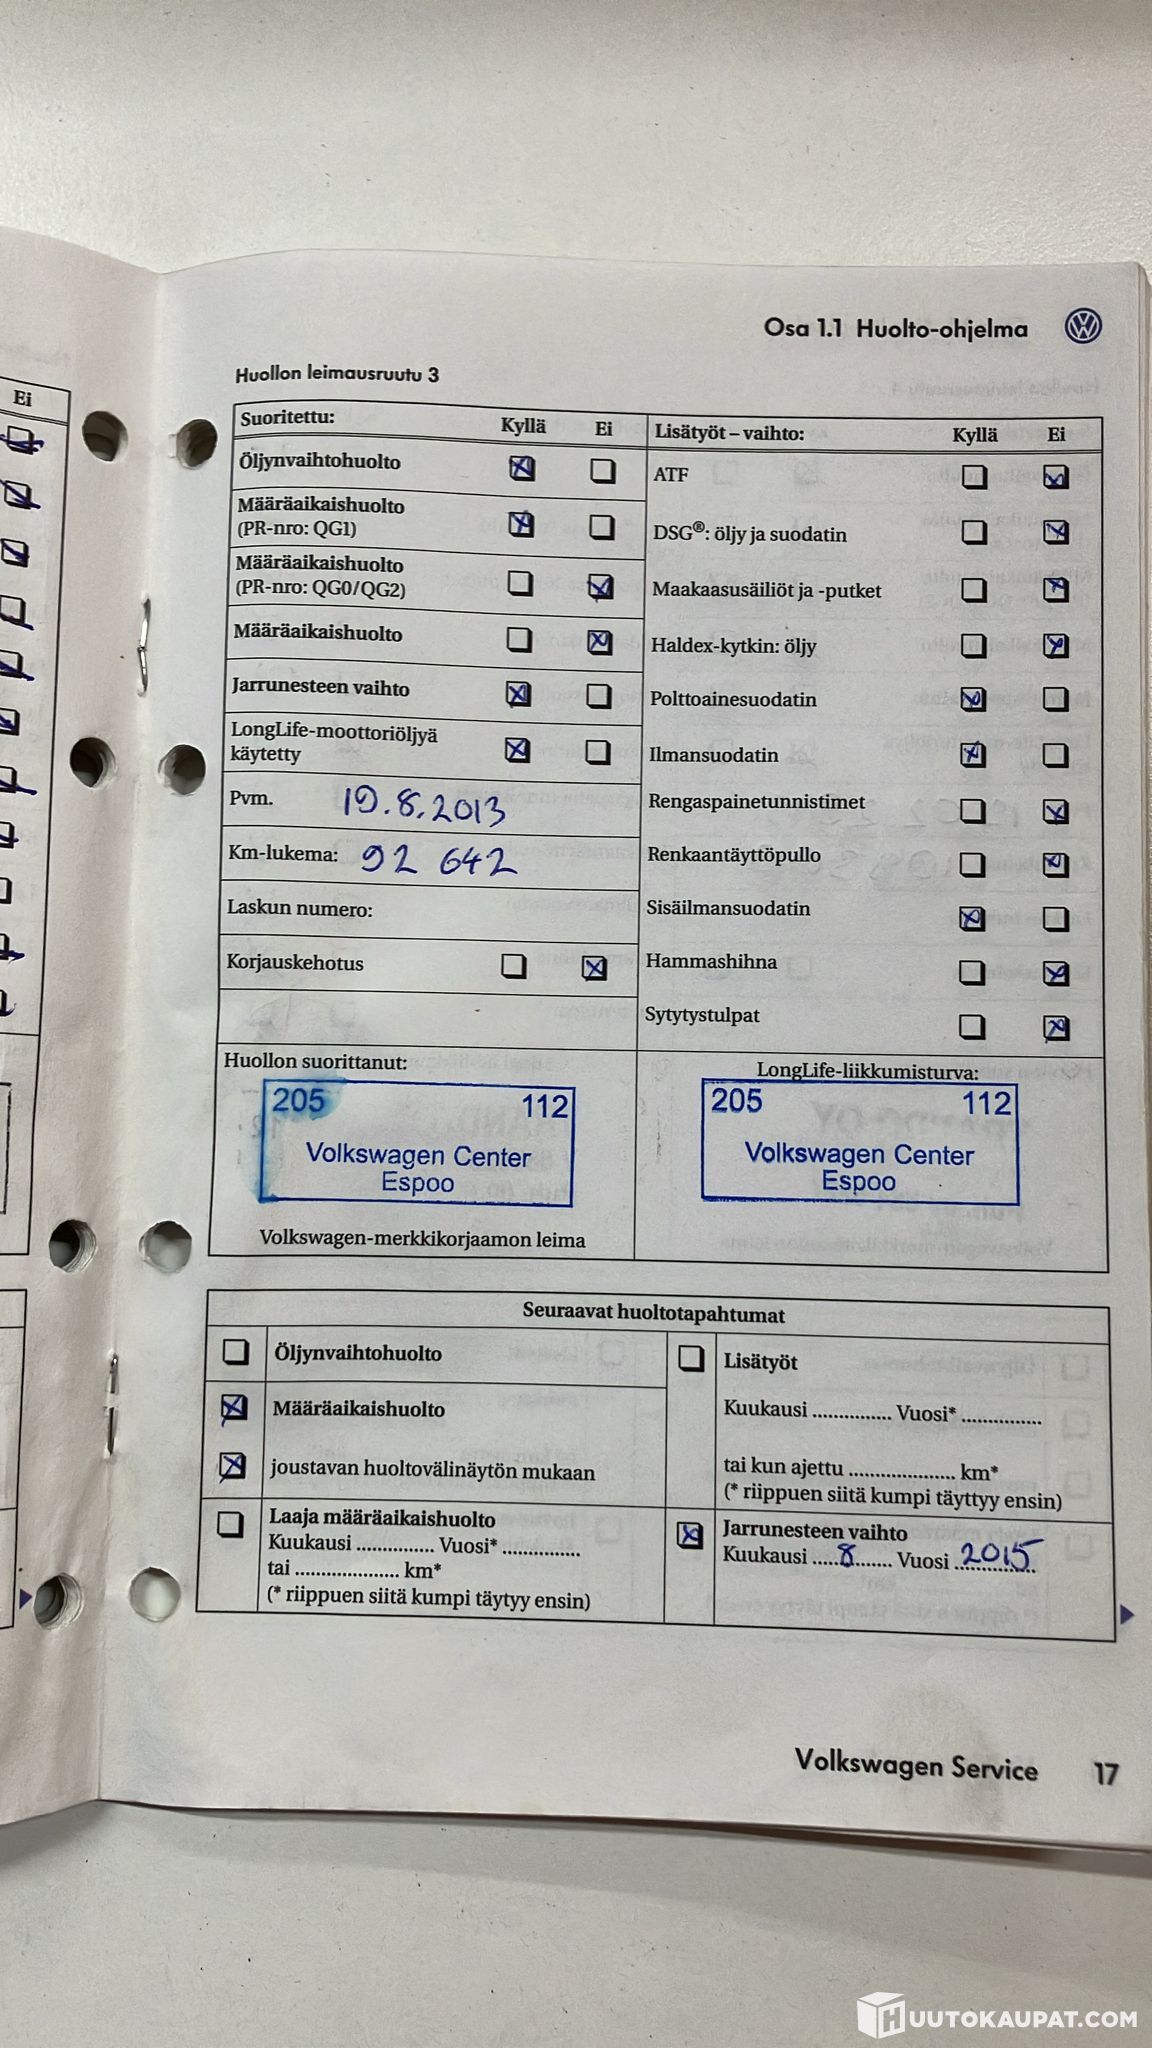 Ei
Osa 1.1 Huolto-ohjelma
Huollon leimausruutu 3
Suoritettu: Kyllä Ei
Öljynvaihtohuolto
Määräaikaishuolto
(PR-nro: QG1)
Määräaikaishuolto
(PR-nro: QG0/QG2)
Määräaikaishuolto
Jarrunesteen vaihto
LongLife-moottoriöljyä
käytetty
Pvm. 19.8.2013
Km-lukema: 92 642
Laskun numero:
Korjauskehotus
Lisätyöt – vaihto: Kyllä Ei
ATF
DSG®: öljy ja suodatin
Maakaasusäiliöt ja -putket
Haldex-kytkin: öljy
Polttoainesuodatin
Ilmansuodatin
Rengaspainetunnistimet
Renkaantäyttöpullo
Sisäilmansuodatin
Hammashihna
Sytytystulpat
Huollon suorittanut:
205 112
Volkswagen Center
Espoo
Volkswagen-merkkikorjaamon leima
LongLife-liikkumisturva:
205 112
Volkswagen Center
Espoo
Seuraavat huoltotapahtumat
Öljynvaihtohuolto
Määräaikaishuolto
joustavan huoltovälinäytön mukaan
Laaja määräaikaishuolto
Kuukausi .............. Vuosi* ..............
tai ................... km*
(* riippuen siitä kumpi täytyy ensin)
Lisätyöt
Kuukausi .............. Vuosi* ..............
tai kun ajettu ................... km*
(* riippuen siitä kumpi täyttyy ensin)
Jarrunesteen vaihto
Kuukausi .....8....... Vuosi 2015
Volkswagen Service 17
HUUTOKAUPAT.COM